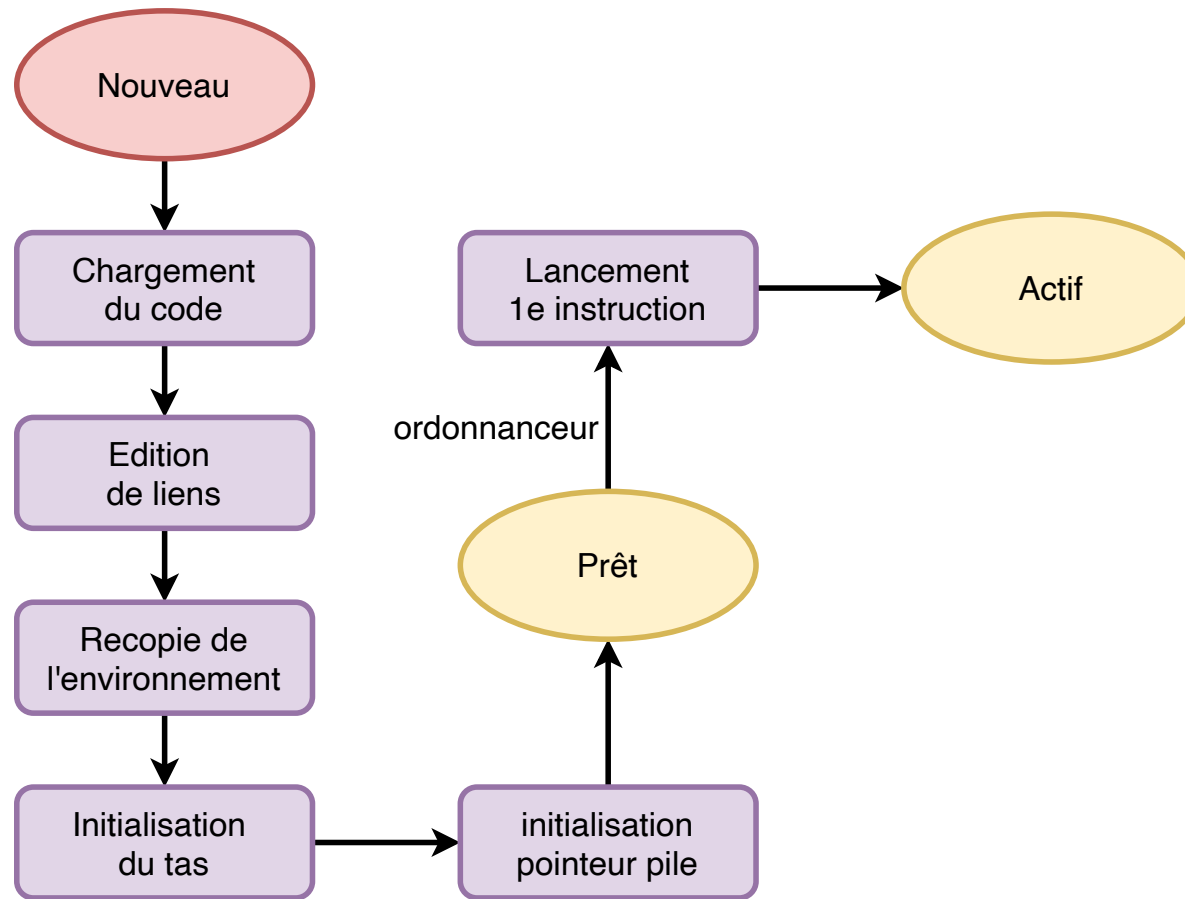 Nouveau
Chargement
du code
Edition
de liens
Recopie de
l'environnement
Initialisation
du tas
initialisation
pointeur pile
Prêt
ordonnanceur
Lancement
1e instruction
Actif